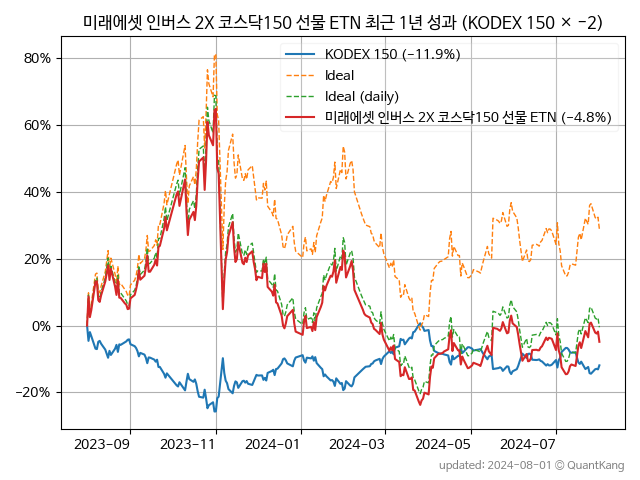 미래에셋 인버스 2X 코스닥150 선물 ETN 최근 1년 성과 (KODEX 150 × −2)
KODEX 150 (−11.9%)
Ideal
Ideal (daily)
미래에셋 인버스 2X 코스닥150 선물 ETN (−4.8%)
80%
60%
40%
20%
0%
−20%
2023−09
2023−11
2024−01
2024−03
2024−05
2024−07
updated: 2024−08−01 © QuantKang